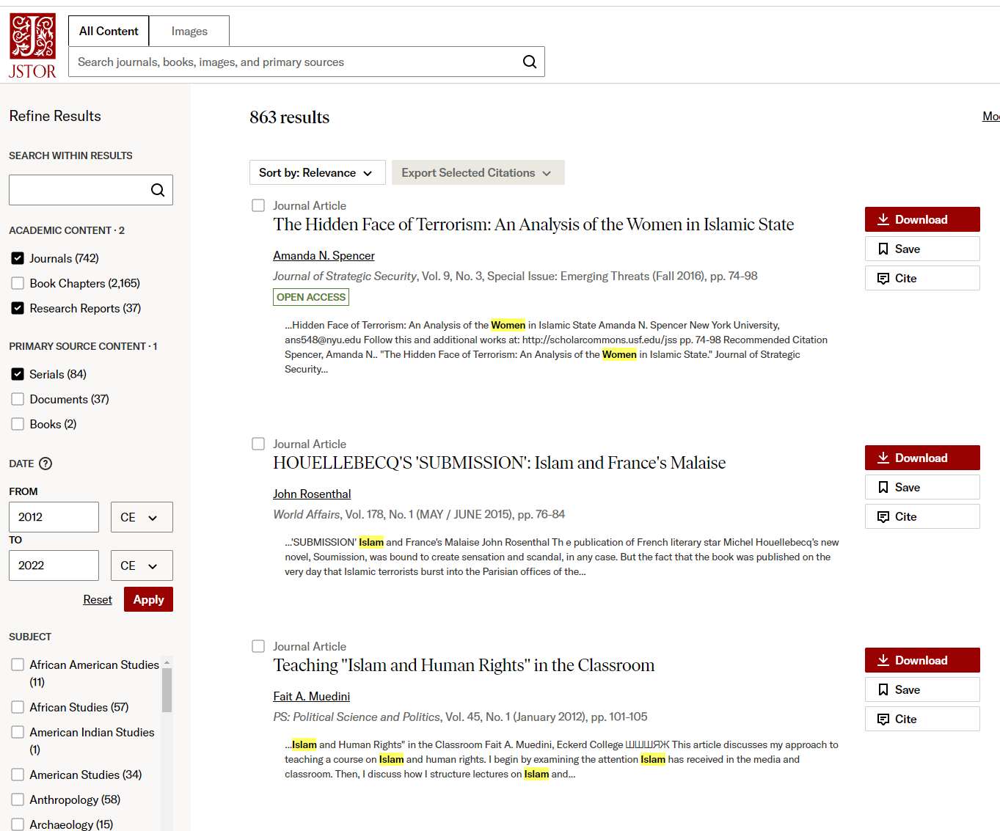 JSTOR
All Content
Images
Search journals, books, images, and primary sources
Refine Results
SEARCH WITHIN RESULTS
ACADEMIC CONTENT · 2
Journals (742)
Book Chapters (2,165)
Research Reports (37)
PRIMARY SOURCE CONTENT · 1
Serials (84)
Documents (37)
Books (2)
DATE ?
FROM
2012 CE
TO
2022 CE
Reset Apply
SUBJECT
African American Studies
(11)
African Studies (57)
American Indian Studies
(1)
American Studies (34)
Anthropology (58)
Archaeology (15)
863 results
Sort by: Relevance
Export Selected Citations
Journal Article
The Hidden Face of Terrorism: An Analysis of the Women in Islamic State
Amanda N. Spencer
Journal of Strategic Security, Vol. 9, No. 3, Special Issue: Emerging Threats (Fall 2016), pp. 74-98
OPEN ACCESS
...Hidden Face of Terrorism: An Analysis of the Women in Islamic State Amanda N. Spencer New York University,
ans548@nyu.edu Follow this and additional works at: http://scholarcommons.usf.edu/jss pp. 74-98 Recommended Citation
Spencer, Amanda N.. "The Hidden Face of Terrorism: An Analysis of the Women in Islamic State." Journal of Strategic
Security...
Download
Save
Cite
Journal Article
HOUELLEBECQ'S 'SUBMISSION': Islam and France's Malaise
John Rosenthal
World Affairs, Vol. 178, No. 1 (MAY / JUNE 2015), pp. 76-84
...'SUBMISSION' Islam and France's Malaise John Rosenthal Th e publication of French literary star Michel Houellebecq's new
novel, Soumission, was bound to create sensation and scandal, in any case. But the fact that the book was published on the
very day that Islamic terrorists burst into the Parisian offices of the...
Download
Save
Cite
Journal Article
Teaching "Islam and Human Rights" in the Classroom
Fait A. Muedini
PS: Political Science and Politics, Vol. 45, No. 1 (January 2012), pp. 101-105
...Islam and Human Rights" in the Classroom Fait A. Muedini, Eckerd College ШШШЯЖ This article discusses my approach to
teaching a course on Islam and human rights. I begin by examining the attention Islam has received in the media and
classroom. Then, I discuss how I structure lectures on Islam and...
Download
Save
Cite